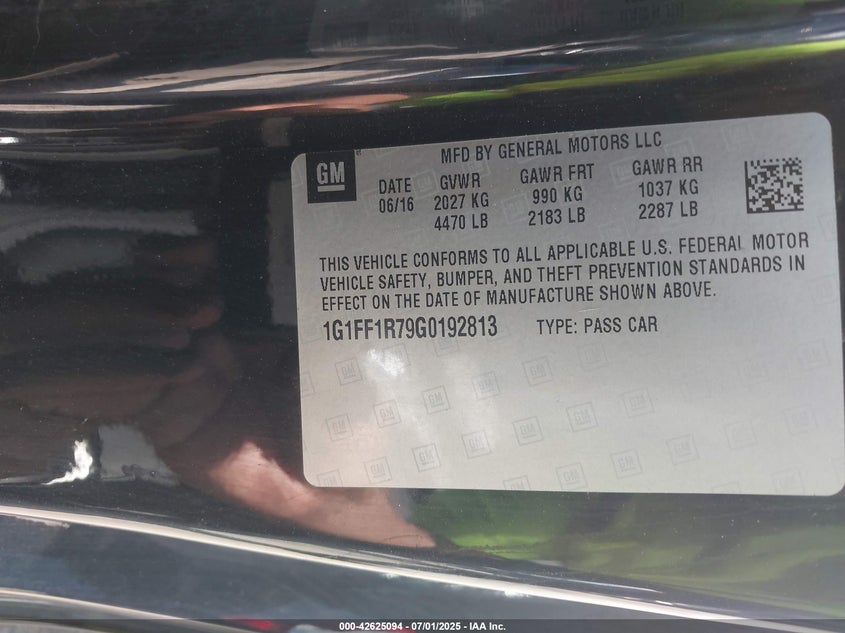 GM
MFD BY GENERAL MOTORS LLC
DATE GVWR GAWR FRT GAWR RR
06/16 2027 KG 990 KG 1037 KG
4470 LB 2183 LB 2287 LB
THIS VEHICLE CONFORMS TO ALL APPLICABLE U.S. FEDERAL MOTOR
VEHICLE SAFETY, BUMPER, AND THEFT PREVENTION STANDARDS IN
EFFECT ON THE DATE OF MANUFACTURE SHOWN ABOVE.
1G1FF1R79G0192813 TYPE: PASS CAR
000-42625094 - 07/01/2025 - IAA Inc.